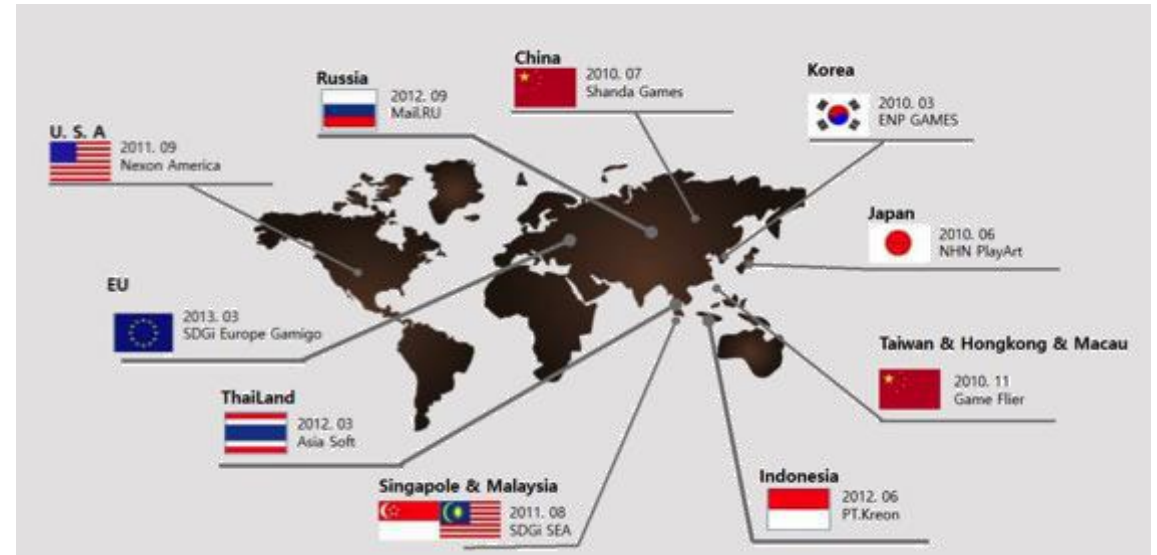 China
2010. 07
Shanda Games
Korea
2010. 03
ENP GAMES
Russia
2012. 09
Mail.RU
U. S. A
2011. 09
Nexon America
Japan
2010. 06
NHN PlayArt
EU
2013. 03
SDGi Europe Gamigo
Taiwan & Hongkong & Macau
2010. 11
Game Flier
ThaiLand
2012. 03
Asia Soft
Singapole & Malaysia
2011. 08
SDGi SEA
Indonesia
2012. 06
PT.Kreon